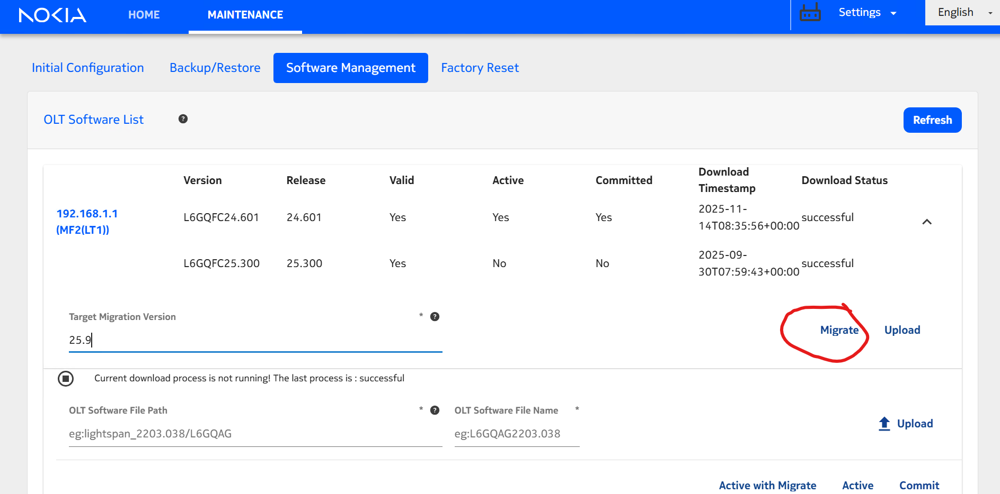 NOKIA HOME MAINTENANCE Settings English
Initial Configuration Backup/Restore Software Management Factory Reset
OLT Software List ? Refresh
Version Release Valid Active Committed Download Timestamp Download Status
192.168.1.1 (MF2(LT1)) L6GQFC24.601 24.601 Yes Yes Yes 2025-11-14T08:35:56+00:00 successful
L6GQFC25.300 25.300 Yes No No 2025-09-30T07:59:43+00:00 successful
Target Migration Version * ?
25.9 Migrate Upload
Current download process is not running! The last process is : successful
OLT Software File Path * ? OLT Software File Name *
eg:lightspan_2203.038/L6GQAG eg:L6GQAG2203.038 Upload
Active with Migrate Active Commit